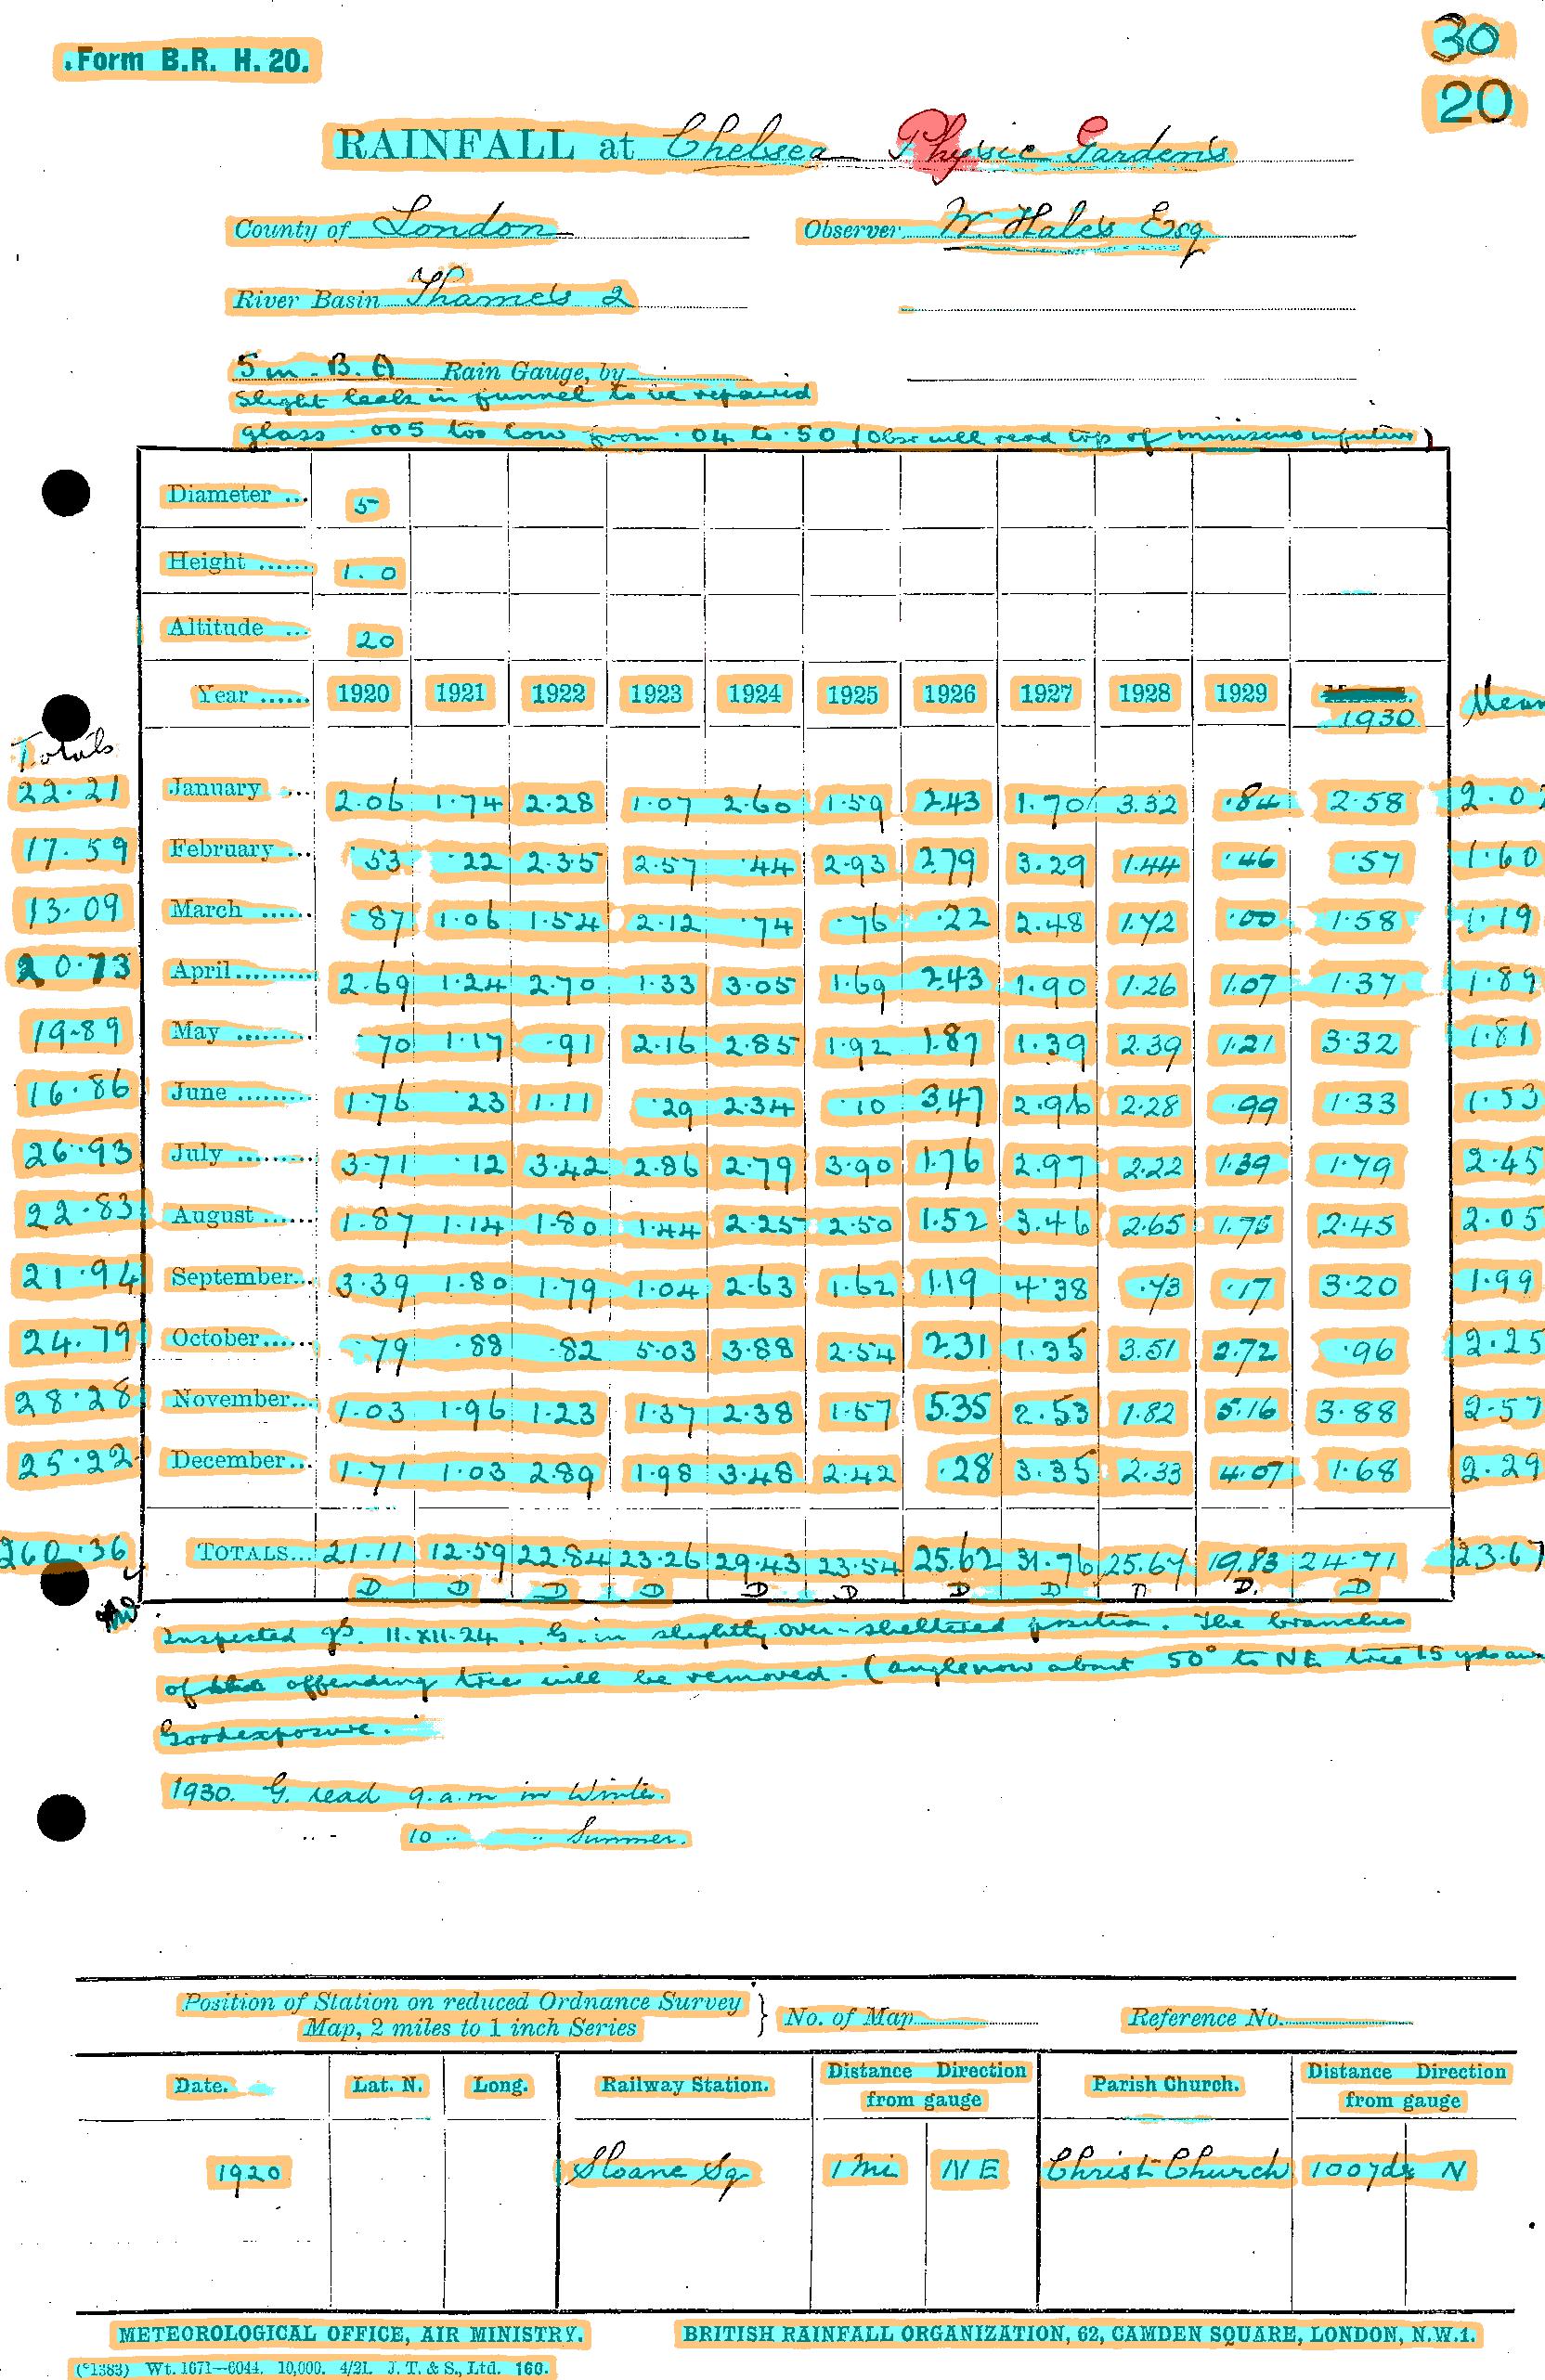 Form B.R. H. 20.
30
20
RAINFALL at Chelsea Physic Gardens
County of London Observer W Hales Esq
River Basin Thames 2
5 in. B. A Rain Gauge, by
Slight leak in funnel to be repaired
glass .005 too low from .04 to .50 (Obsr will read top of miniscus in future)
Diameter ... 5
Height ...... 1.0
Altitude ... 20
Year ...... 1920 1921 1922 1923 1924 1925 1926 1927 1928 1929 1930 Mean
Totals
22.21 January ... 2.06 1.74 2.28 1.07 2.60 1.59 2.43 1.70 3.32 .84 2.58 2.02
17.59 February ... .53 .22 2.35 2.57 .44 2.93 2.79 3.29 1.44 .46 .57 1.60
13.09 March ...... .87 1.06 1.54 2.12 .74 .76 .22 2.48 1.72 .00 1.58 1.19
20.73 April......... 2.69 1.24 2.70 1.33 3.05 1.69 2.43 1.90 1.26 1.07 1.37 1.89
19.89 May ......... .70 1.17 .91 2.16 2.85 1.92 1.87 1.39 2.39 1.21 3.32 1.81
16.86 June ......... 1.76 .23 1.11 .29 2.34 .10 3.47 2.96 2.28 .99 1.33 1.53
26.93 July ......... 3.71 .12 3.42 2.86 2.79 3.90 1.76 2.97 2.22 1.39 1.79 2.45
22.83 August ...... 1.87 1.14 1.80 1.44 2.25 2.50 1.52 3.46 2.65 1.75 2.45 2.05
21.94 September... 3.39 1.80 1.79 1.04 2.63 1.62 1.19 4.38 .73 .17 3.20 1.99
24.79 October...... .79 .88 .82 5.03 3.88 2.54 2.31 1.35 3.51 2.72 .96 2.25
28.28 November... 1.03 1.96 1.23 1.37 2.38 1.57 5.35 2.53 1.82 5.16 3.88 2.57
25.22 December... 1.71 1.03 2.89 1.98 3.48 2.42 .28 3.35 2.33 4.07 1.68 2.29
260.36 TOTALS... 21.11 12.59 22.84 23.26 29.43 23.54 25.62 31.76 25.67 19.83 24.71 23.67
D D D D D D D D D D. D
Inspected 11.XII.24. G. in slightly over-sheltered position. The branches
of offending tree will be removed. (angle now about 50° to NE tree 15 yds
Good exposure.
1930. G. read 9.a.m in Winter.
.. - 10 .. .. Summer.
Position of Station on reduced Ordnance Survey
Map, 2 miles to 1 inch Series } No. of Map Reference No.
Date. Lat. N. Long. Railway Station. Distance Direction from gauge Parish Church. Distance Direction from gauge
1920 Sloane Sq 1 mi NE Christ Church 100 yds N
METEOROLOGICAL OFFICE, AIR MINISTRY. BRITISH RAINFALL ORGANIZATION, 62, CAMDEN SQUARE, LONDON, N.W.1.
(*1383) Wt. 1671—6044. 10,000. 4/21. J. T. & S., Ltd. 160.